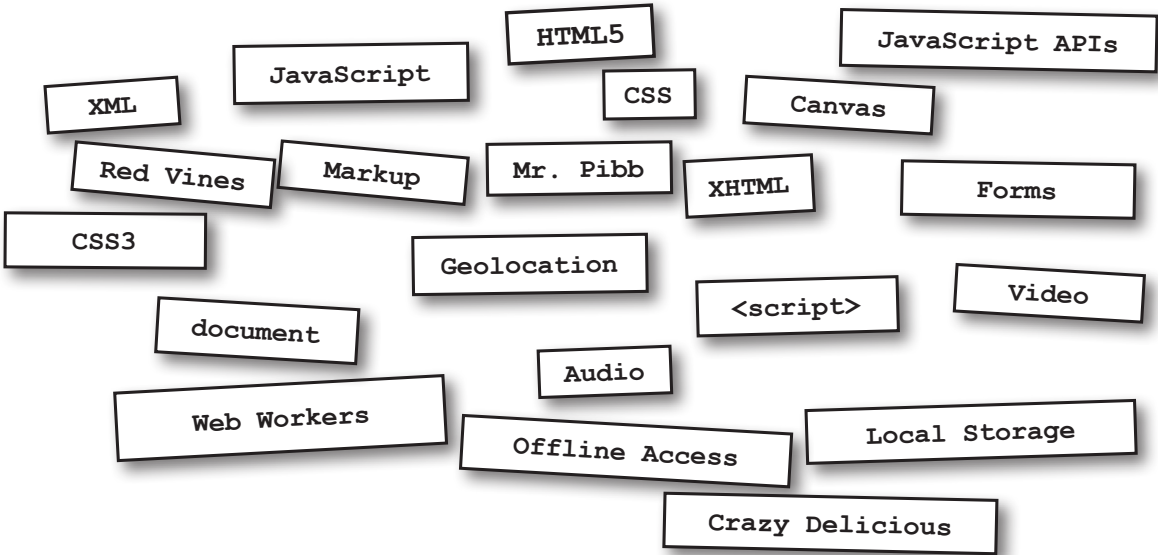 HTML5
JavaScript APIs
JavaScript
CSS
XML
Canvas
Red Vines
Markup
Mr. Pibb
XHTML
Forms
CSS3
Geolocation
<script>
Video
document
Audio
Web Workers
Offline Access
Local Storage
Crazy Delicious